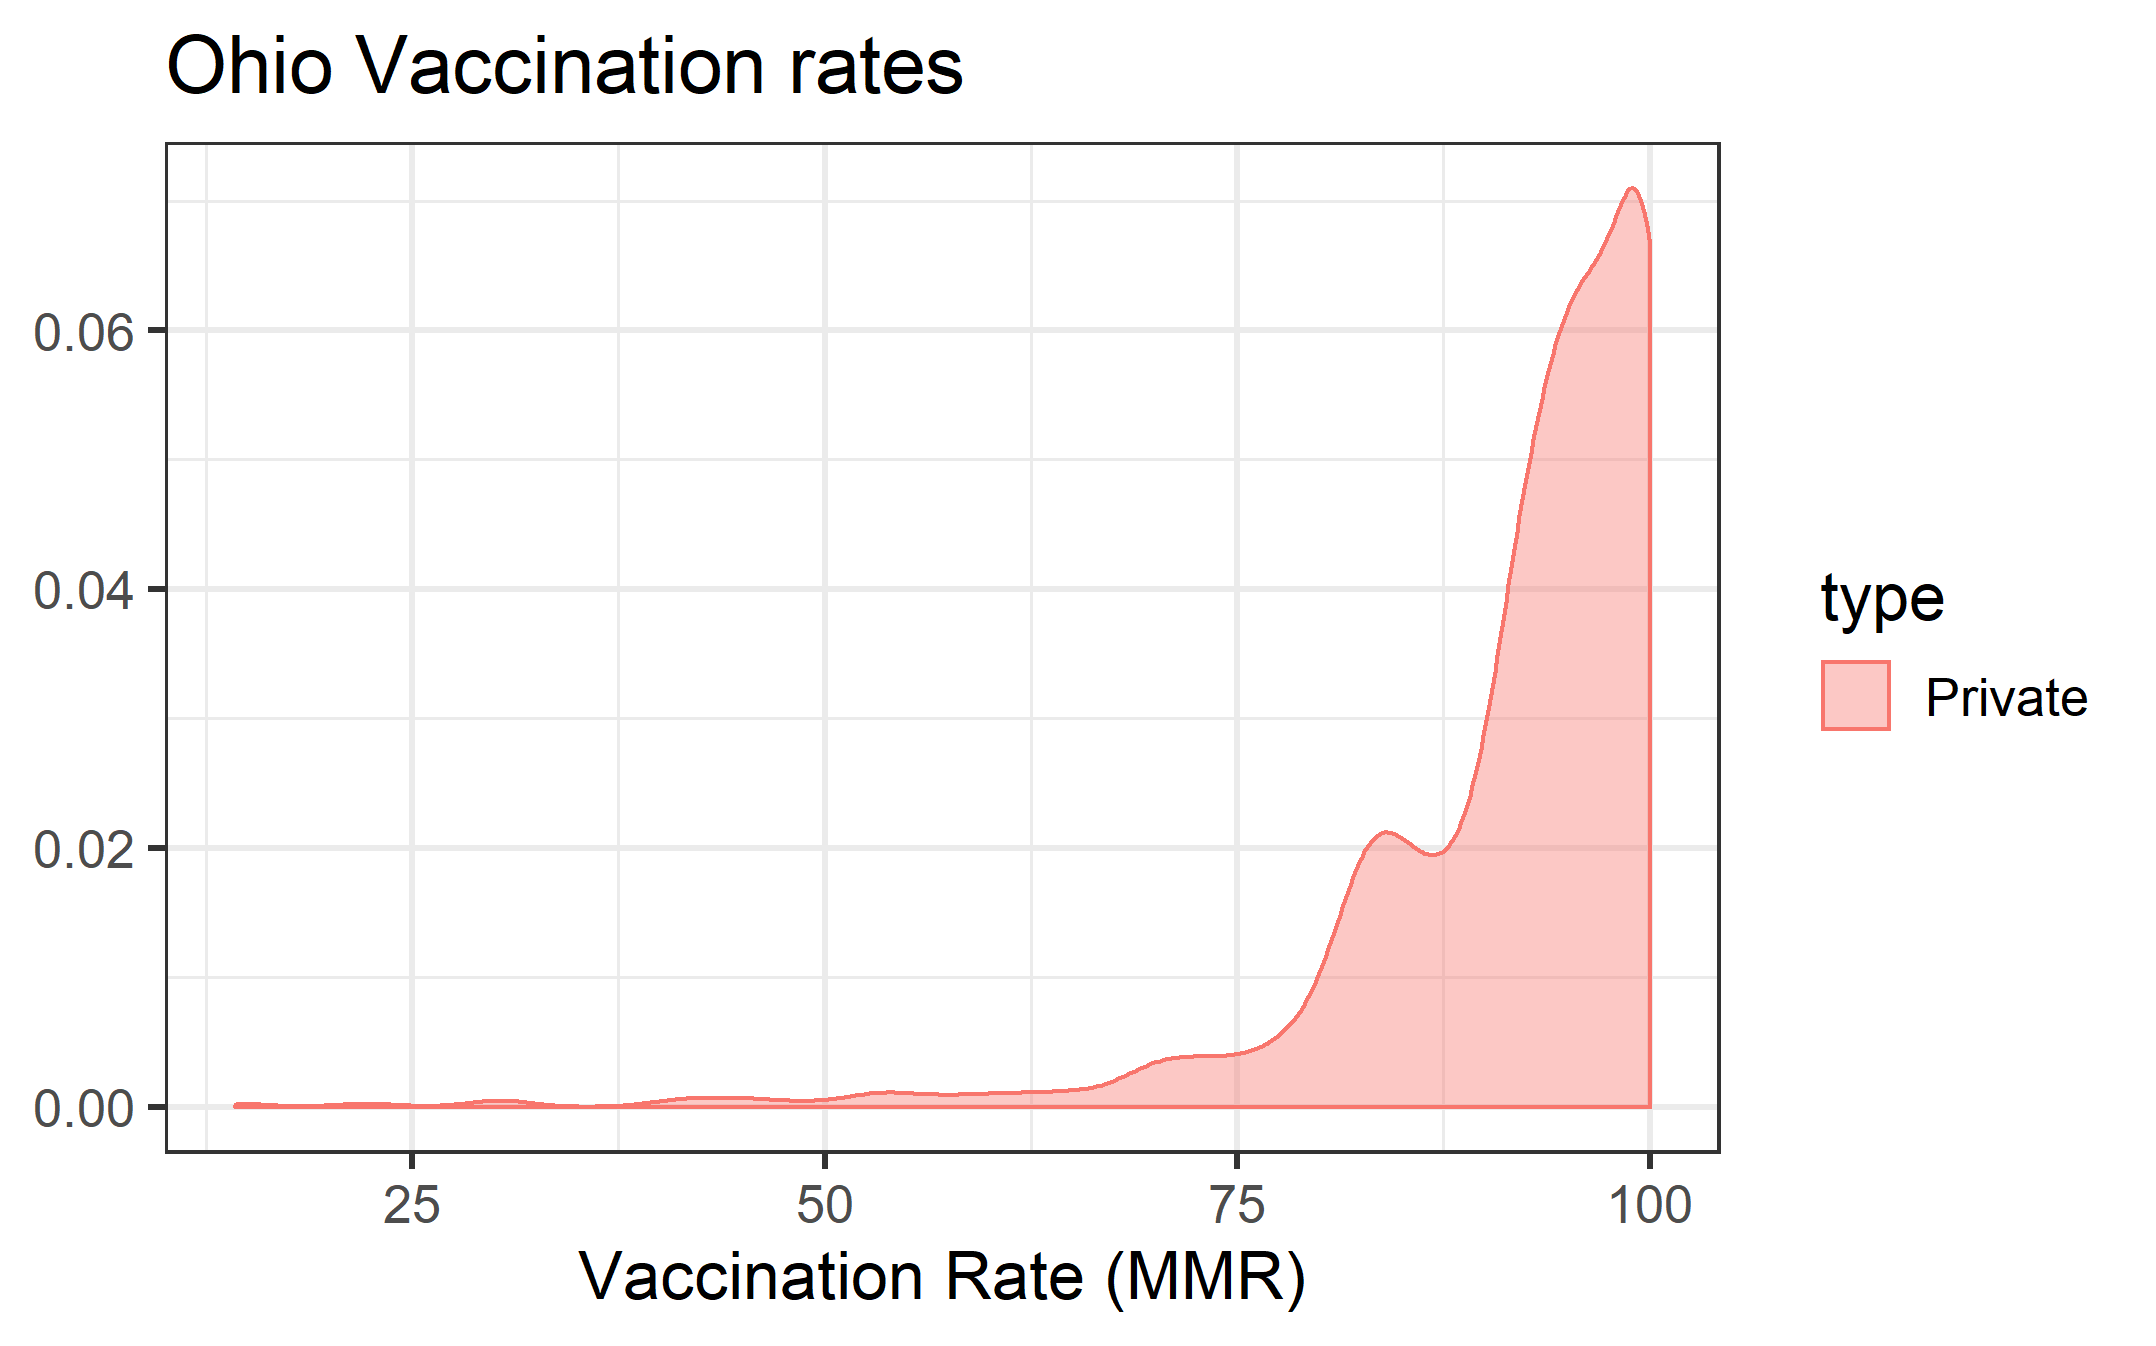 Ohio Vaccination rates
0.06
0.04
0.02
0.00
25 50 75 100
Vaccination Rate (MMR)
type
Private